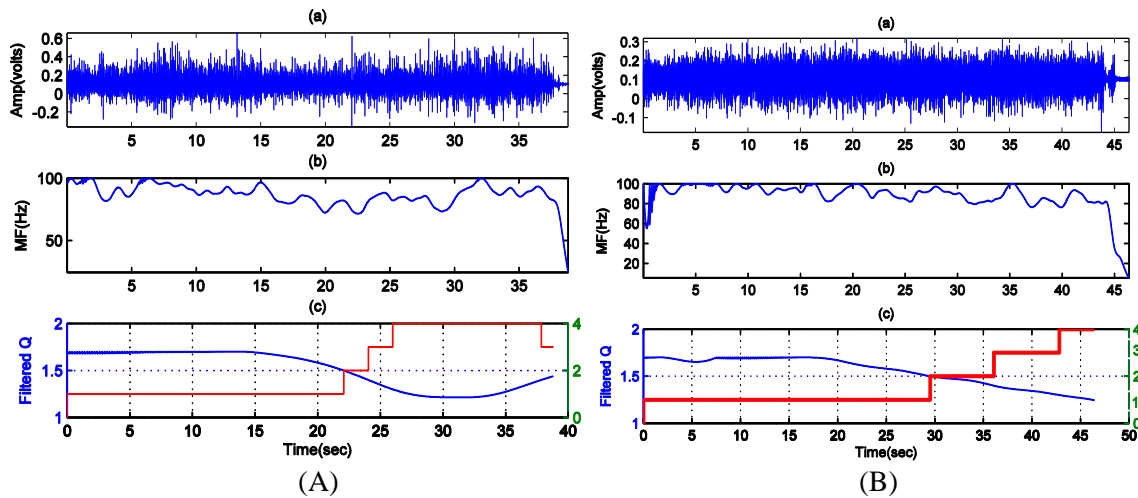 (a)
Amp(volts)
0.6
0.4
0.2
0
-0.2
5 10 15 20 25 30 35
(b)
MF(Hz)
100
50
5 10 15 20 25 30 35
(c)
Filtered Q
2
1.5
1
4
2
0
0 5 10 15 20 25 30 35 40
Time(sec)
(A)
(a)
Amp(volts)
0.3
0.2
0.1
0
-0.1
5 10 15 20 25 30 35 40 45
(b)
MF(Hz)
100
80
60
40
20
5 10 15 20 25 30 35 40 45
(c)
Filtered Q
2
1.5
1
4
3
2
1
0
0 5 10 15 20 25 30 35 40 45 50
Time(sec)
(B)